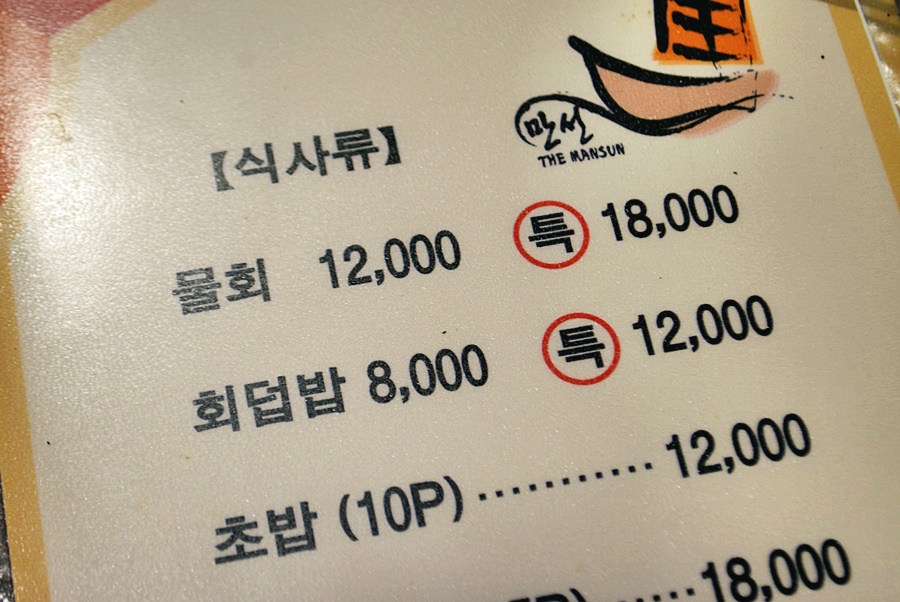 만선
THE MANSUN
【식사류】
물회 12,000 특 18,000
회덥밥 8,000 특 12,000
초밥 (10P) ··········· 12,000
P) ·····18,000